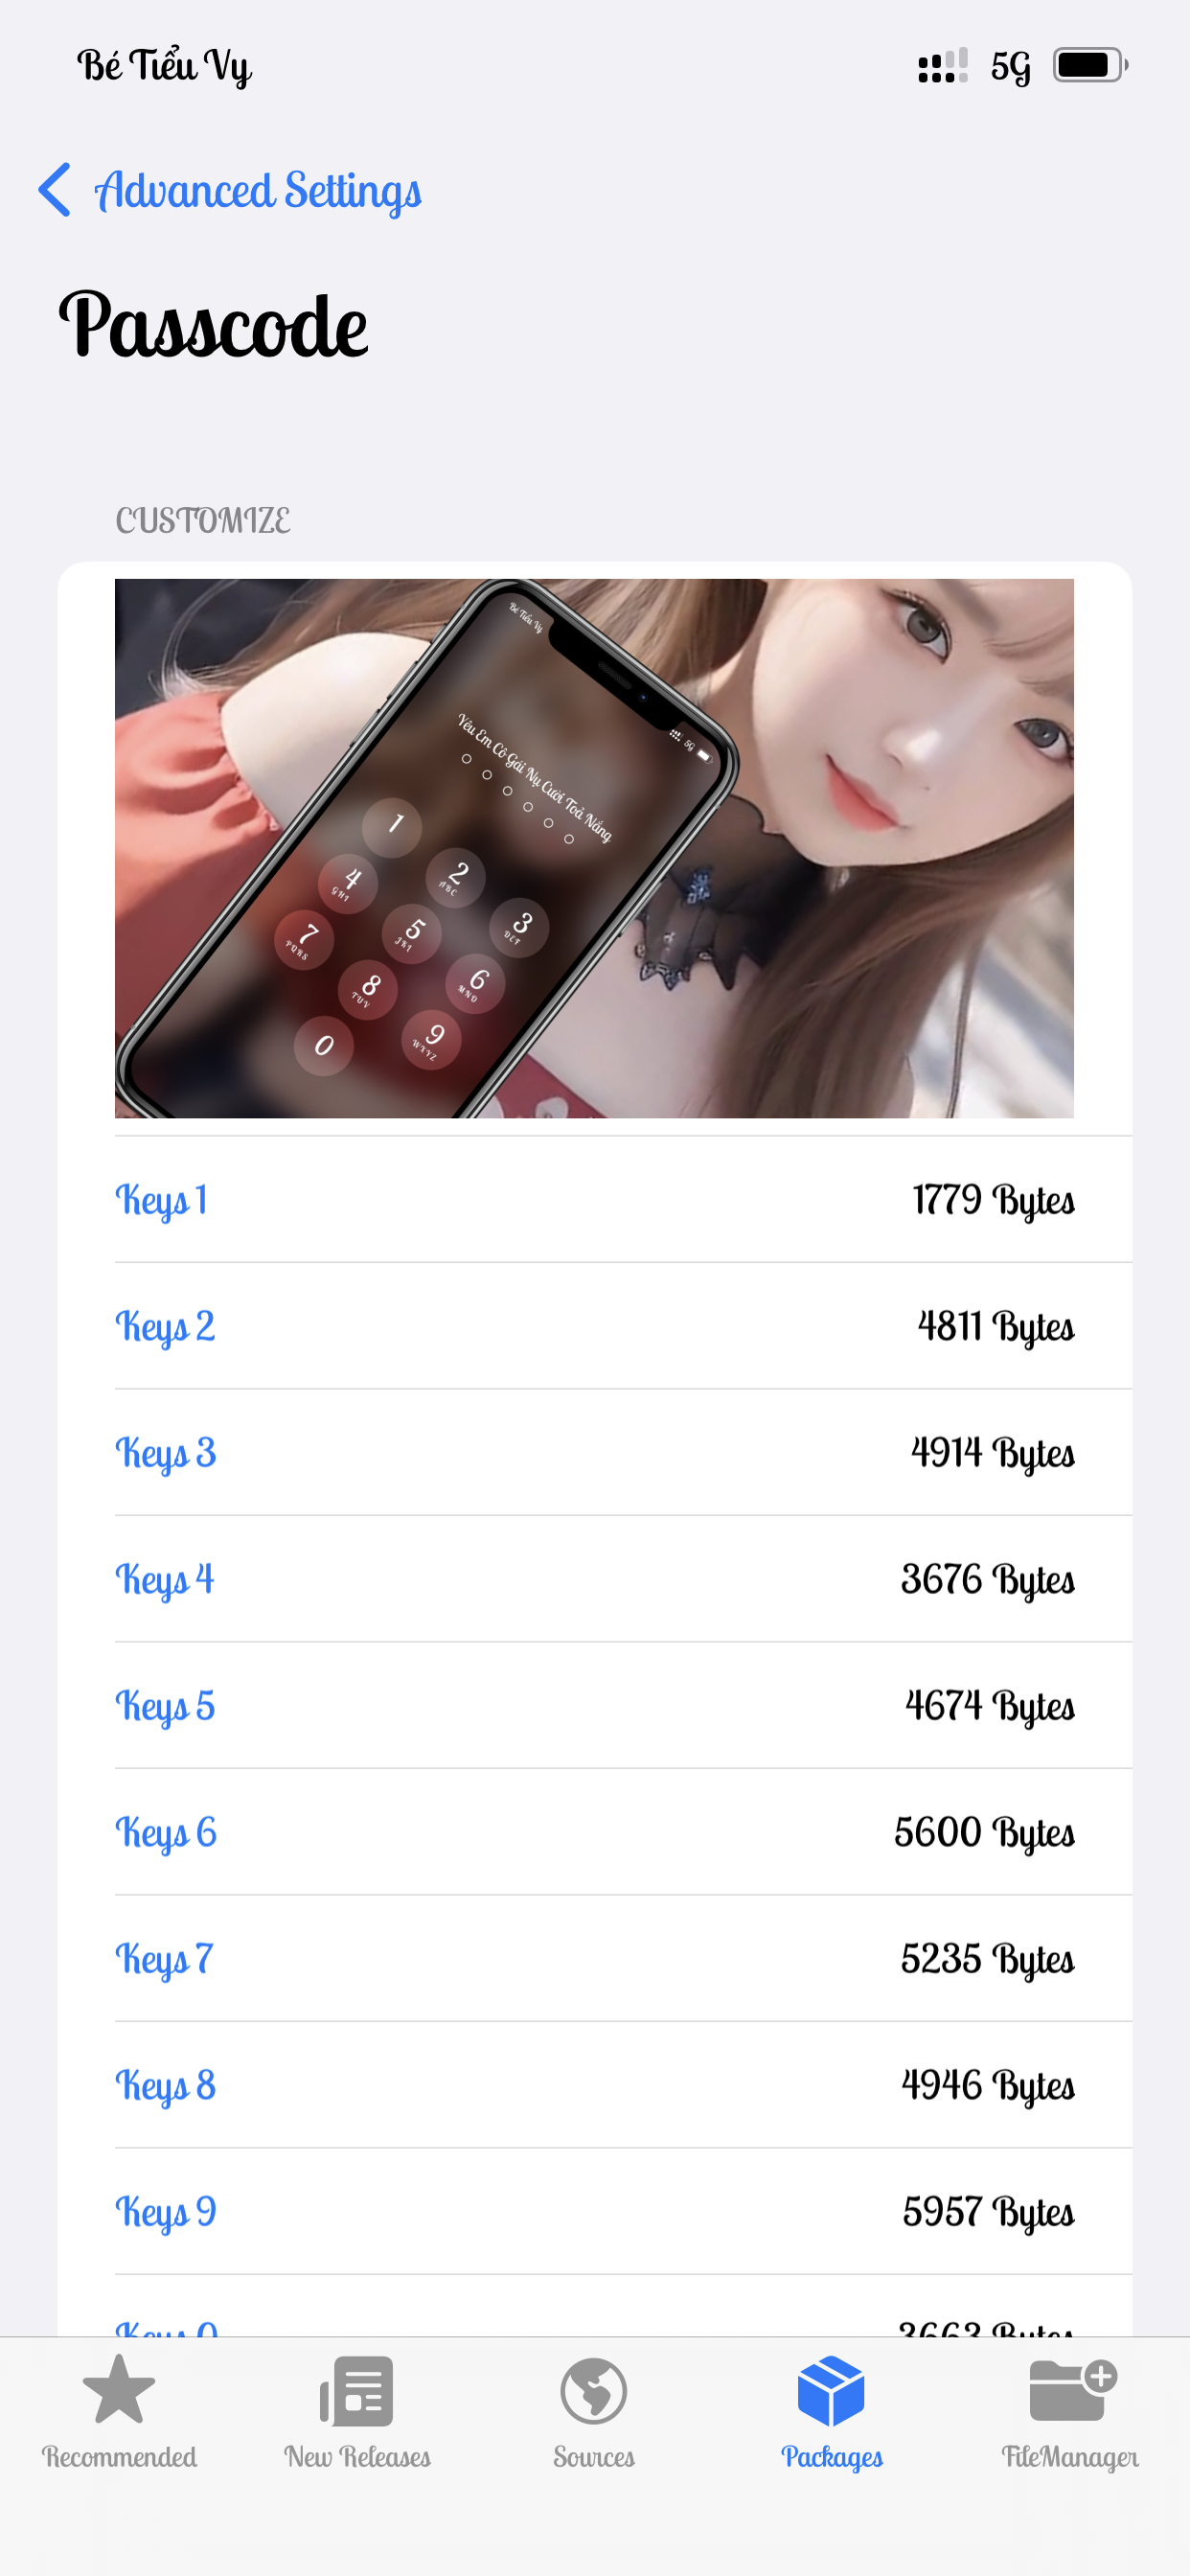 Bé Tiểu Vy
5G
Advanced Settings
Passcode
CUSTOMIZE
Bé Tiểu Vy
5G
Yêu Em Cô Gái Nụ Cười Toả Nắng
1
2
ABC
3
DEF
4
GHI
5
JKL
6
MNO
7
PQRS
8
TUV
9
WXYZ
0
Keys 1 1779 Bytes
Keys 2 4811 Bytes
Keys 3 4914 Bytes
Keys 4 3676 Bytes
Keys 5 4674 Bytes
Keys 6 5600 Bytes
Keys 7 5235 Bytes
Keys 8 4946 Bytes
Keys 9 5957 Bytes
Keys 0 3663 Bytes
Recommended
New Releases
Sources
Packages
FileManager